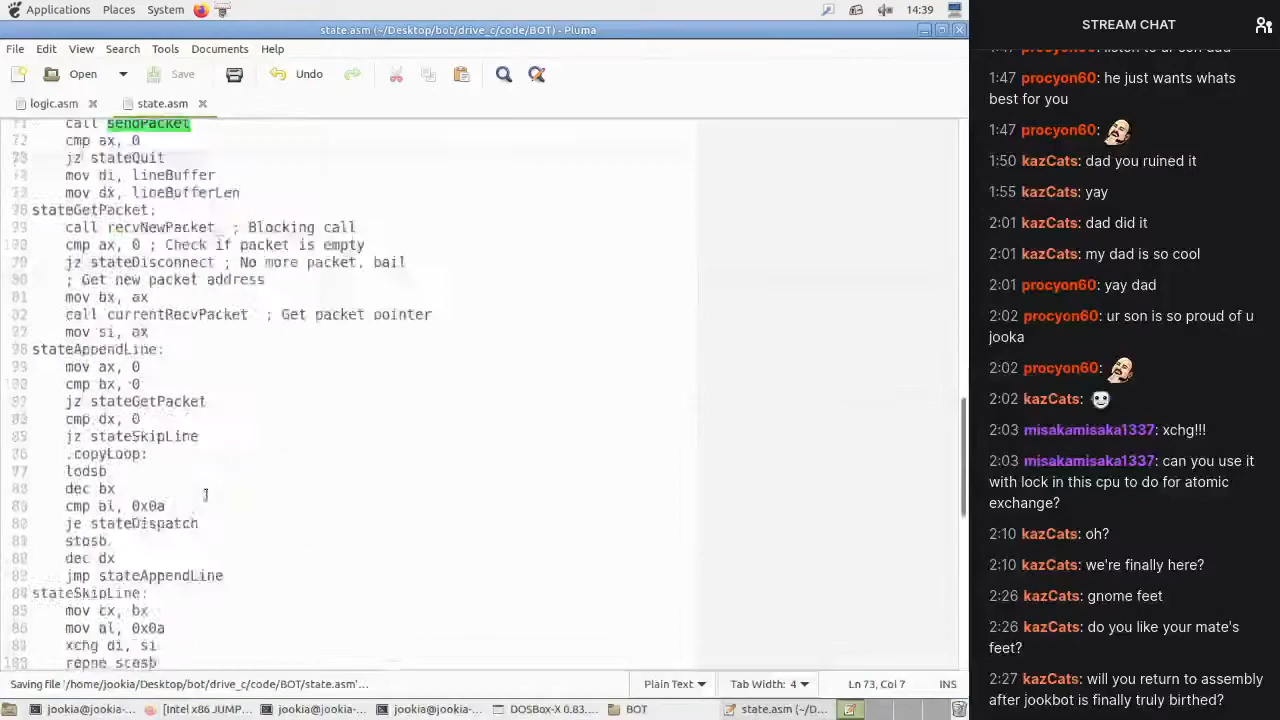 Applications Places System 14:39
state.asm (~/Desktop/bot/drive_c/code/BOT) - Pluma
File Edit View Search Tools Documents Help
Open Save Undo
logic.asm state.asm
call sendPacket
cmp ax, 0
jz stateQuit
mov di, lineBuffer
mov dx, lineBufferLen
stateGetPacket:
call recvNewPacket ; Blocking call
cmp ax, 0 ; Check if packet is empty
jz stateDisconnect ; No more packet, bail
; Get new packet address
mov bx, ax
call currentRecvPacket ; Get packet pointer
mov si, ax
stateAppendLine:
mov ax, 0
cmp bx, 0
jz stateGetPacket
cmp dx, 0
jz stateSkipLine
.copyLoop:
lodsb
dec bx
cmp al, 0x0a
je stateDispatch
stosb
dec dx
jmp stateAppendLine
stateSkipLine:
mov cx, bx
mov al, 0x0a
xchg di, si
repne scasb
Saving file '/home/jookia/Desktop/bot/drive_c/code/BOT/state.asm'... Plain Text Tab Width: 4 Ln 73, Col 7 INS
jookia@jookia-... [Intel x86 JUMP... jookia@jookia-... jookia@jookia-... DOSBox-X 0.83.... BOT state.asm (~/D...
STREAM CHAT
1:47 procyon60: listen to ur son dad
1:47 procyon60: he just wants whats
best for you
1:47 procyon60:
1:50 kazCats: dad you ruined it
1:55 kazCats: yay
2:01 kazCats: dad did it
2:01 kazCats: my dad is so cool
2:01 procyon60: yay dad
2:02 procyon60: ur son is so proud of u
jooka
2:02 procyon60:
2:02 kazCats:
2:03 misakamisaka1337: xchg!!!
2:03 misakamisaka1337: can you use it
with lock in this cpu to do for atomic
exchange?
2:10 kazCats: oh?
2:10 kazCats: we're finally here?
2:26 kazCats: gnome feet
2:26 kazCats: do you like your mate's
feet?
2:27 kazCats: will you return to assembly
after jookbot is finally truly birthed?